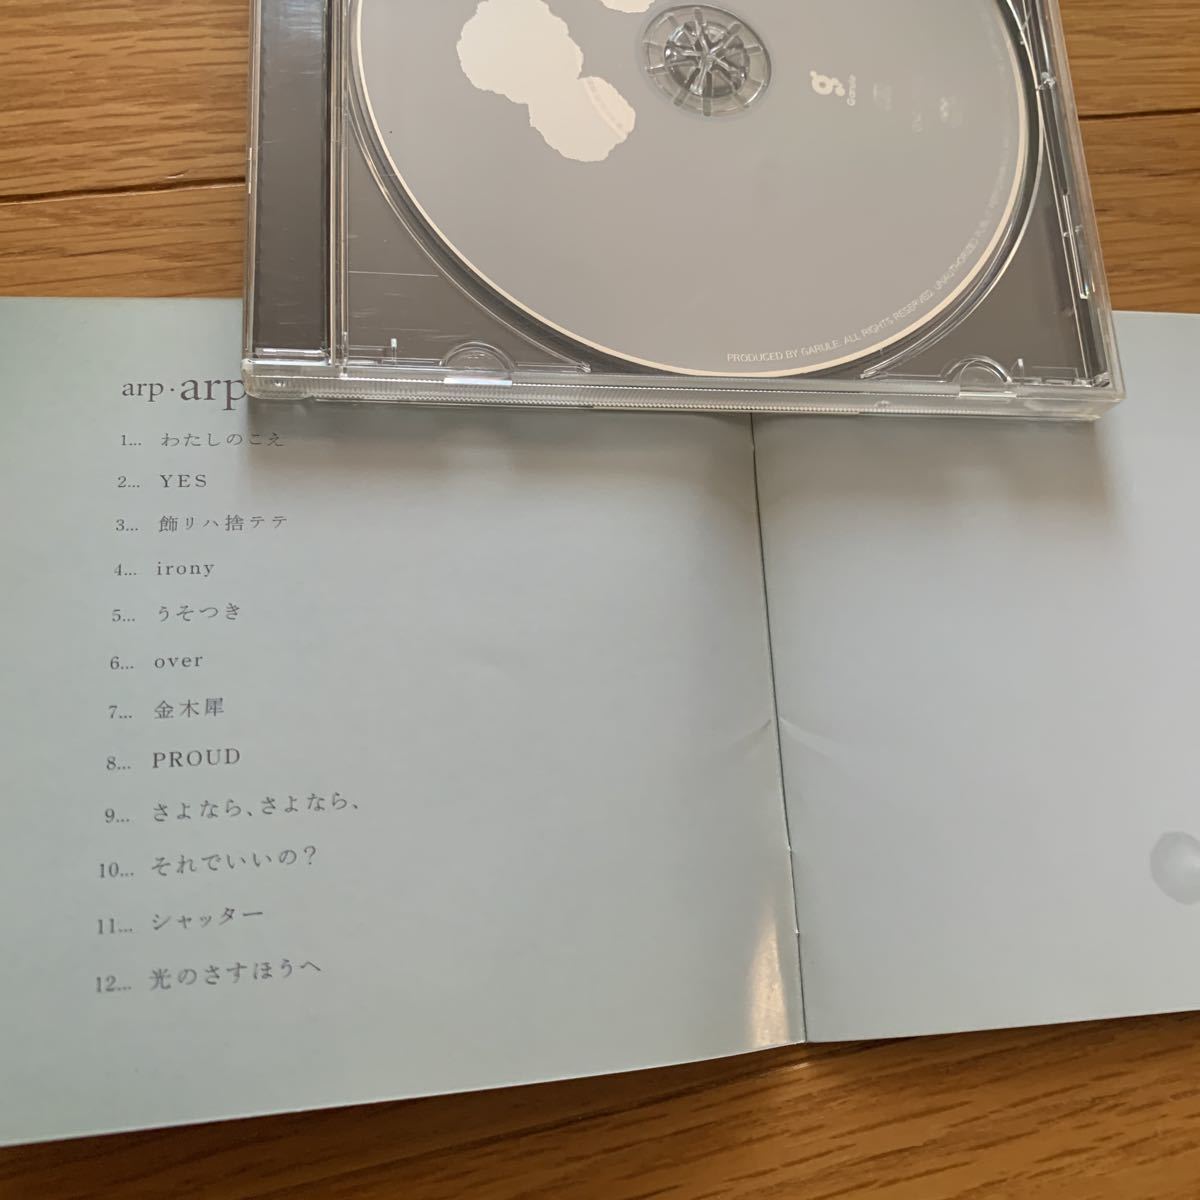 Garule
PRODUCED BY GARULE. ALL RIGHTS RESERVED. UNAUTHORIZED
arp・arp
1... わたしのこえ
2... YES
3... 飾リハ捨テテ
4... irony
5... うそつき
6... over
7... 金木犀
8... PROUD
9... さよなら、さよなら、
10... それでいいの？
11... シャッター
12... 光のさすほうへ